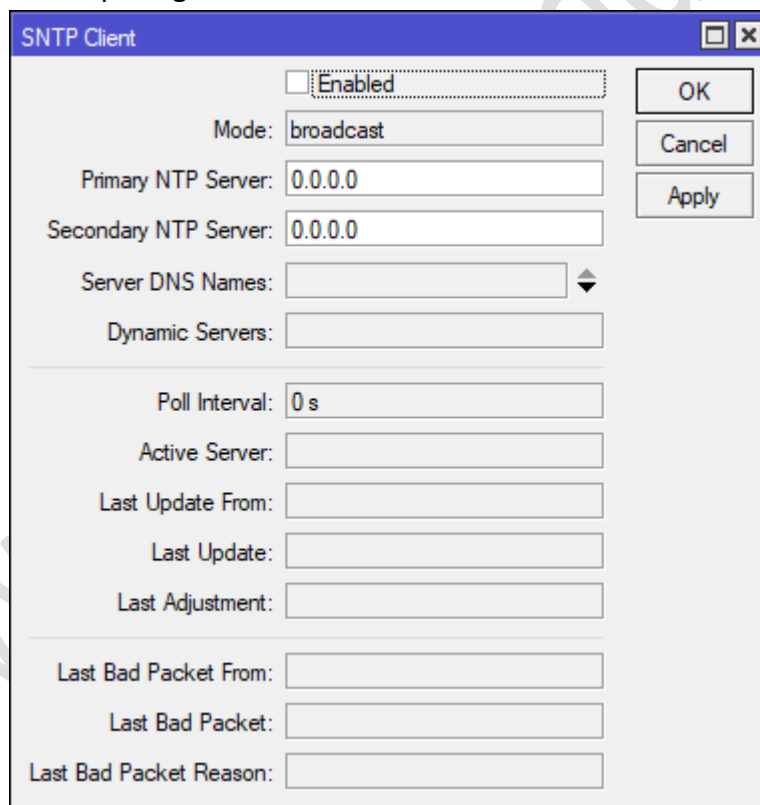 SNTP Client
Enabled
OK
Mode: broadcast
Cancel
Primary NTP Server: 0.0.0.0
Apply
Secondary NTP Server: 0.0.0.0
Server DNS Names:
Dynamic Servers:
Poll Interval: 0 s
Active Server:
Last Update From:
Last Update:
Last Adjustment:
Last Bad Packet From:
Last Bad Packet:
Last Bad Packet Reason: